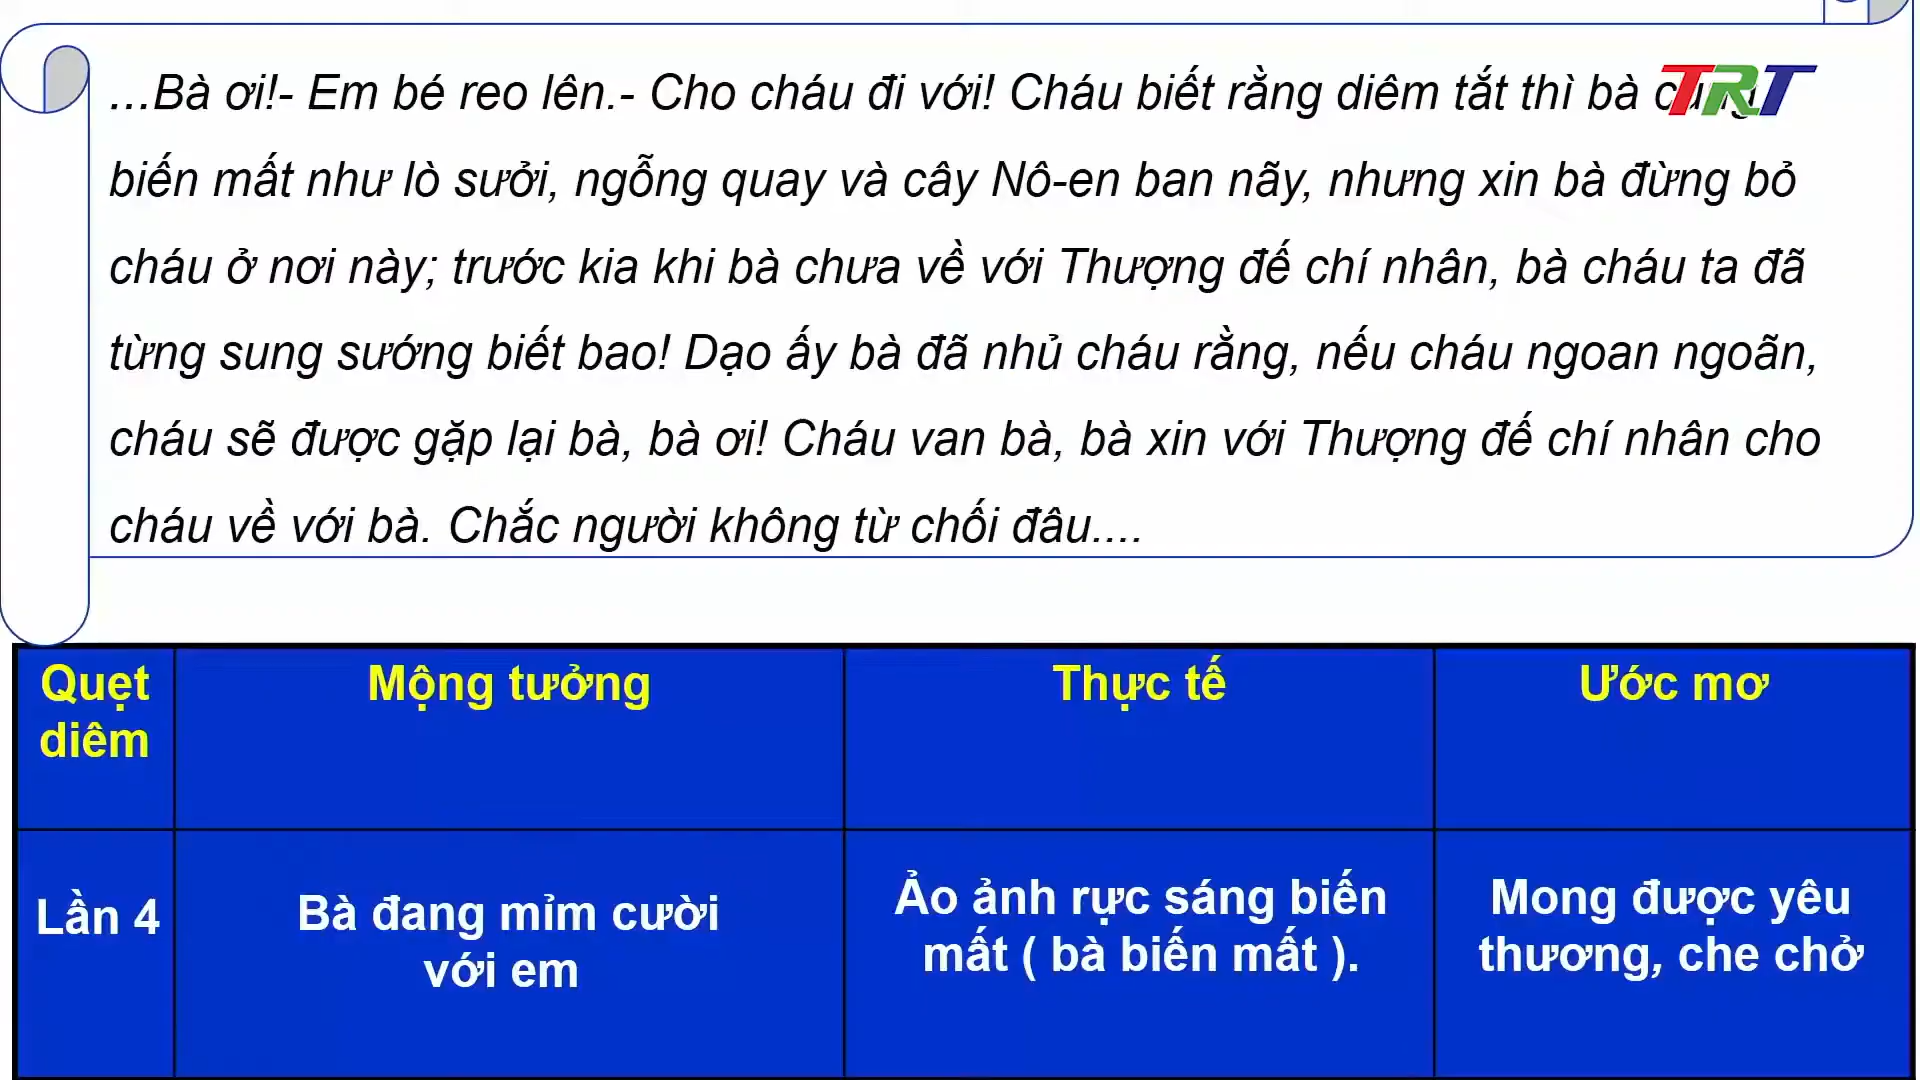 ...Bà ơi!- Em bé reo lên.- Cho cháu đi với! Cháu biết rằng diêm tắt thì bà cũng
TRT
biến mất như lò sưởi, ngỗng quay và cây Nô-en ban nãy, nhưng xin bà đừng bỏ
cháu ở nơi này; trước kia khi bà chưa về với Thượng đế chí nhân, bà cháu ta đã
từng sung sướng biết bao! Dạo ấy bà đã nhủ cháu rằng, nếu cháu ngoan ngoãn,
cháu sẽ được gặp lại bà, bà ơi! Cháu van bà, bà xin với Thượng đế chí nhân cho
cháu về với bà. Chắc người không từ chối đâu....
Quẹt
diêm
Mộng tưởng
Thực tế
Ước mơ
Lần 4
Bà đang mỉm cười
với em
Ảo ảnh rực sáng biến
mất ( bà biến mất ).
Mong được yêu
thương, che chở